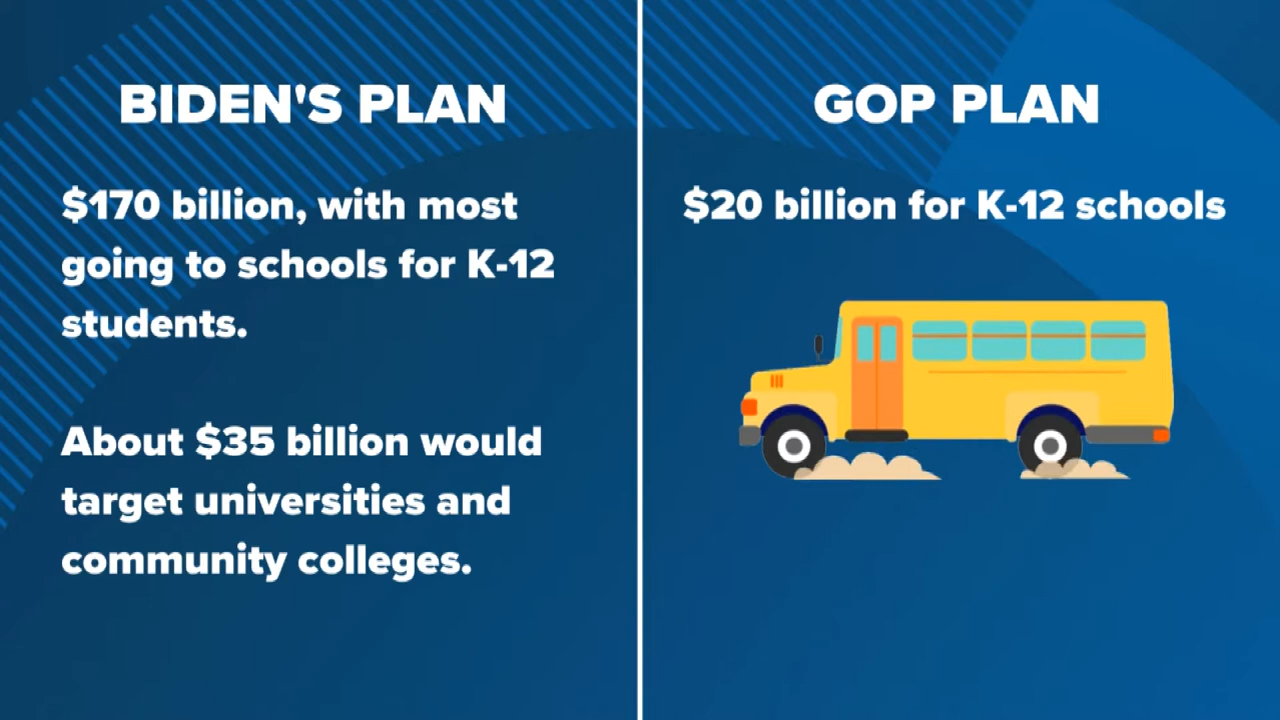 BIDEN'S PLAN
$170 billion, with most
going to schools for K-12
students.
About $35 billion would
target universities and
community colleges.
GOP PLAN
$20 billion for K-12 schools